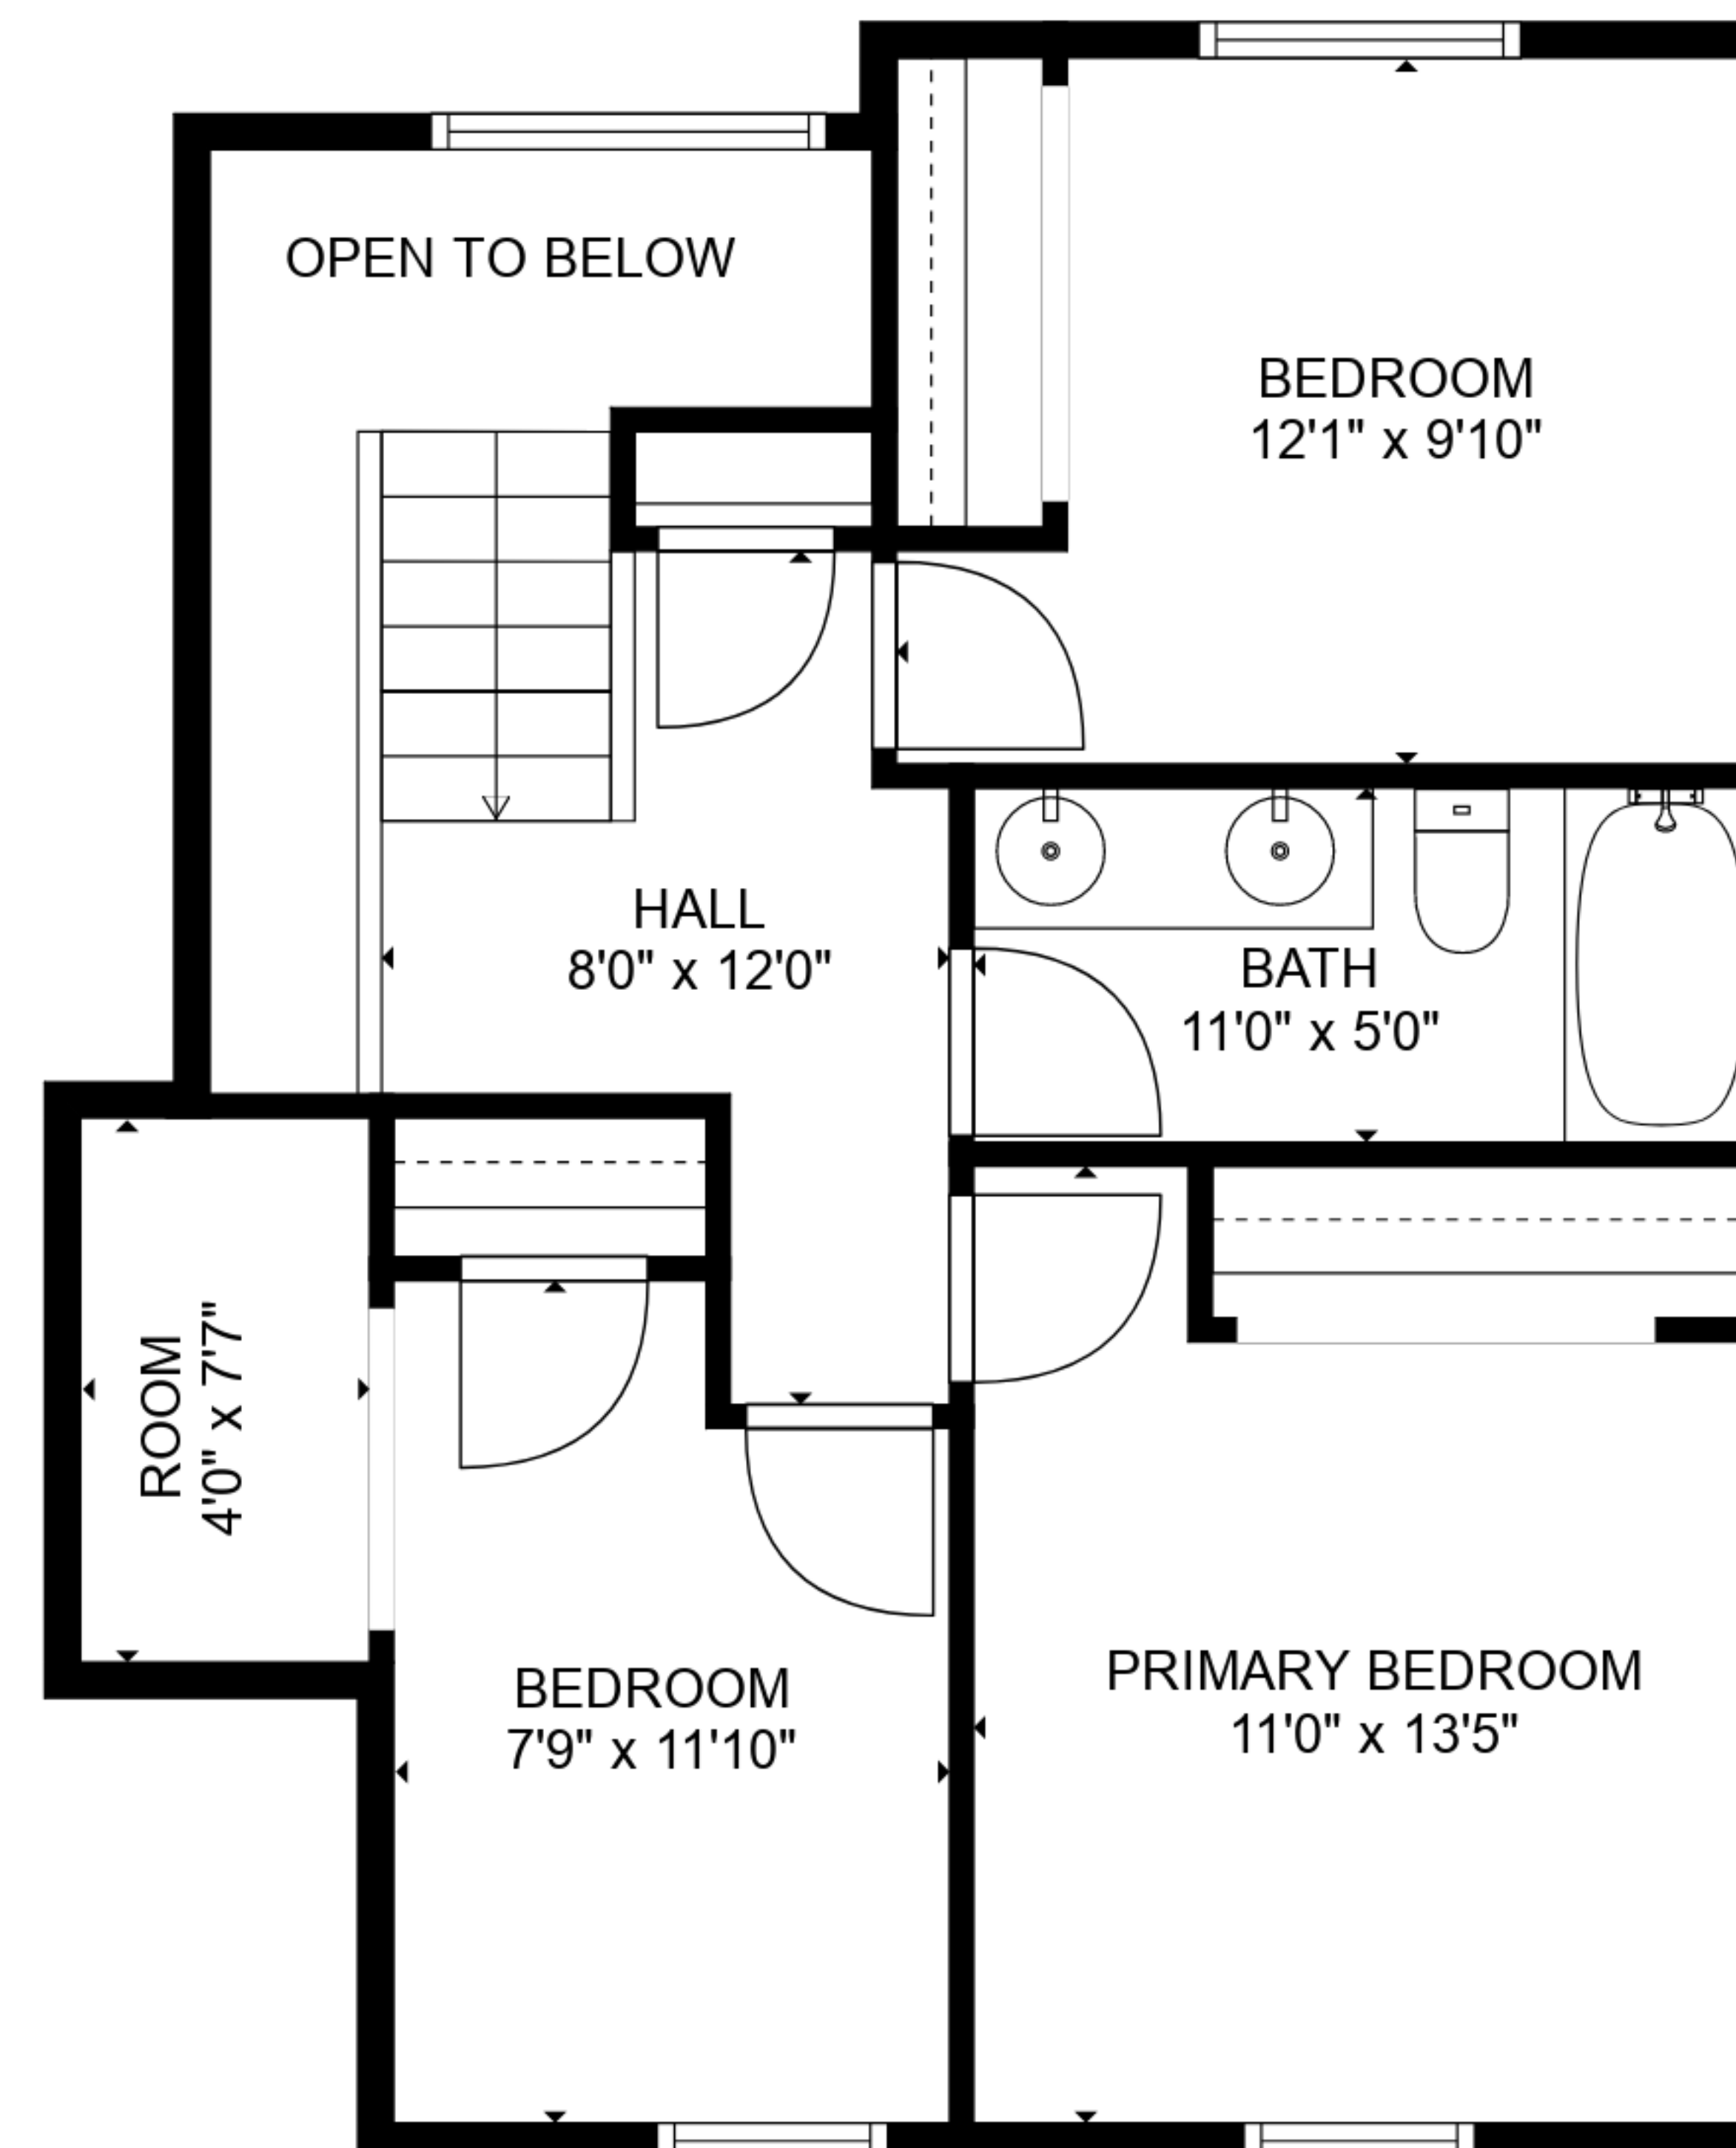 OPEN TO BELOW
BEDROOM
12'1" x 9'10"
HALL
8'0" x 12'0"
BATH
11'0" x 5'0"
ROOM
4'0" x 7'7"
BEDROOM
7'9" x 11'10"
PRIMARY BEDROOM
11'0" x 13'5"